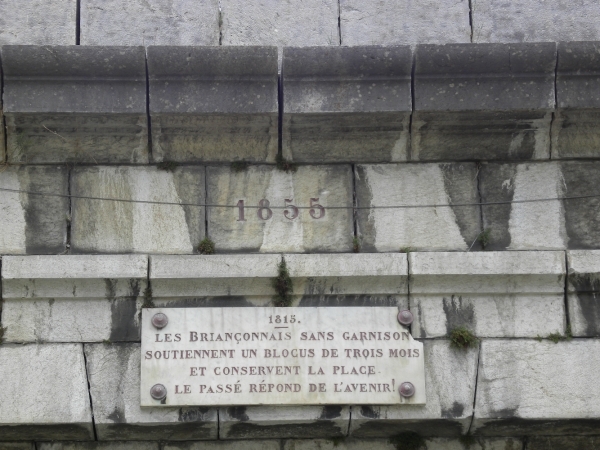 1855
1815.
LES BRIANÇONNAIS SANS GARNISON
SOUTIENNENT UN BLOCUS DE TROIS MOIS
ET CONSERVENT LA PLACE.
LE PASSÉ RÉPOND DE L'AVENIR!